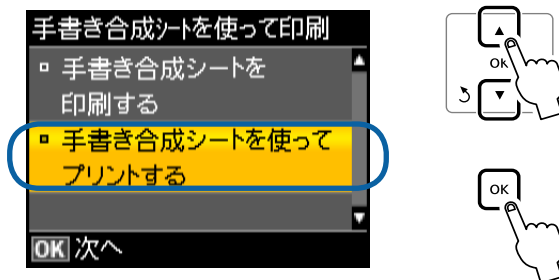 手書き合成シートを使って印刷
手書き合成シートを
印刷する
手書き合成シートを使って
プリントする
OK 次へ
OK
OK